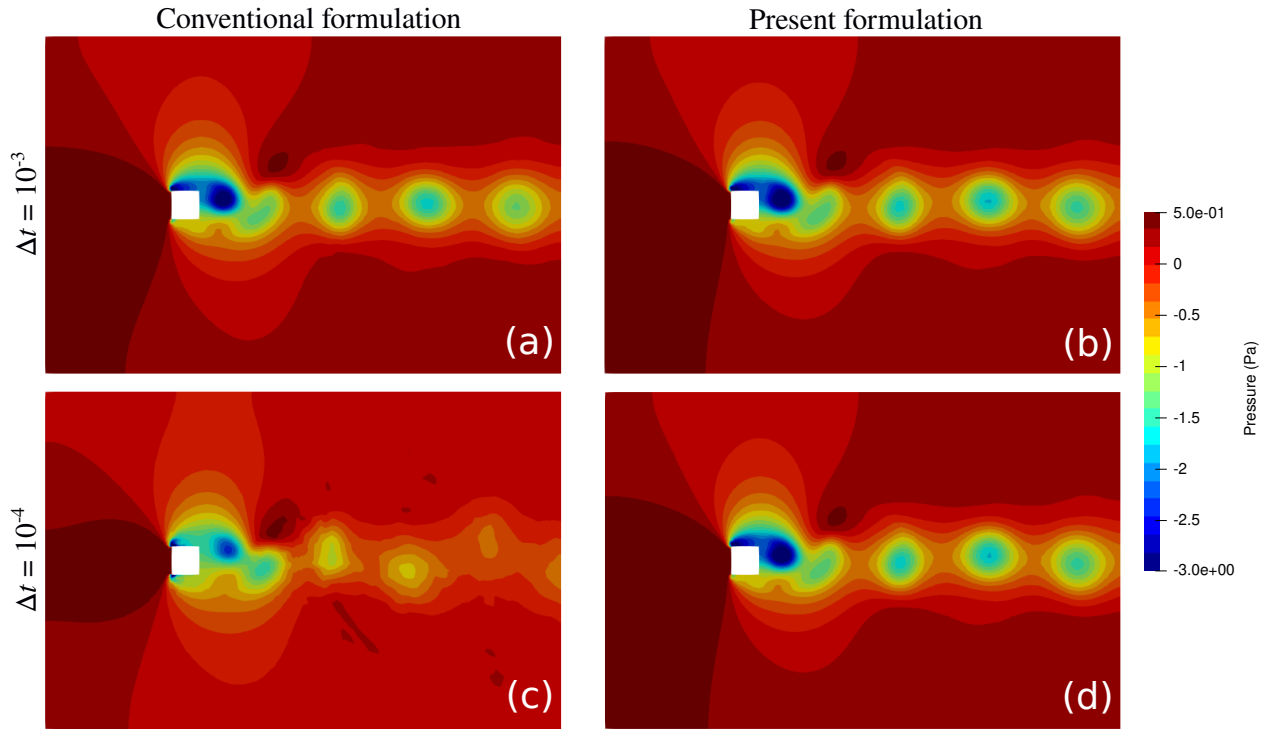 Conventional formulation
Present formulation
Δt = 10⁻³
(a)
(b)
5.0e-01
0
-0.5
-1
-1.5
-2
-2.5
-3.0e+00
Pressure (Pa)
Δt = 10⁻⁴
(c)
(d)